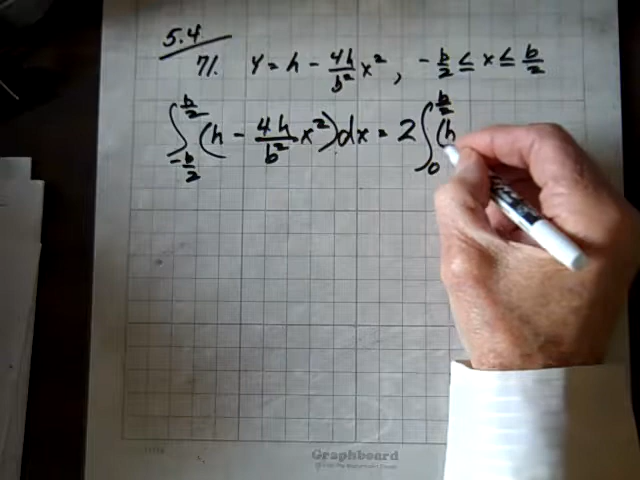 5.4
71. y = h - 4h/b² x², -b/2 ≤ x ≤ b/2
∫_{-b/2}^{b/2} (h - 4h/b² x²)dx = 2 ∫_0^{b/2} (h
Graphboard